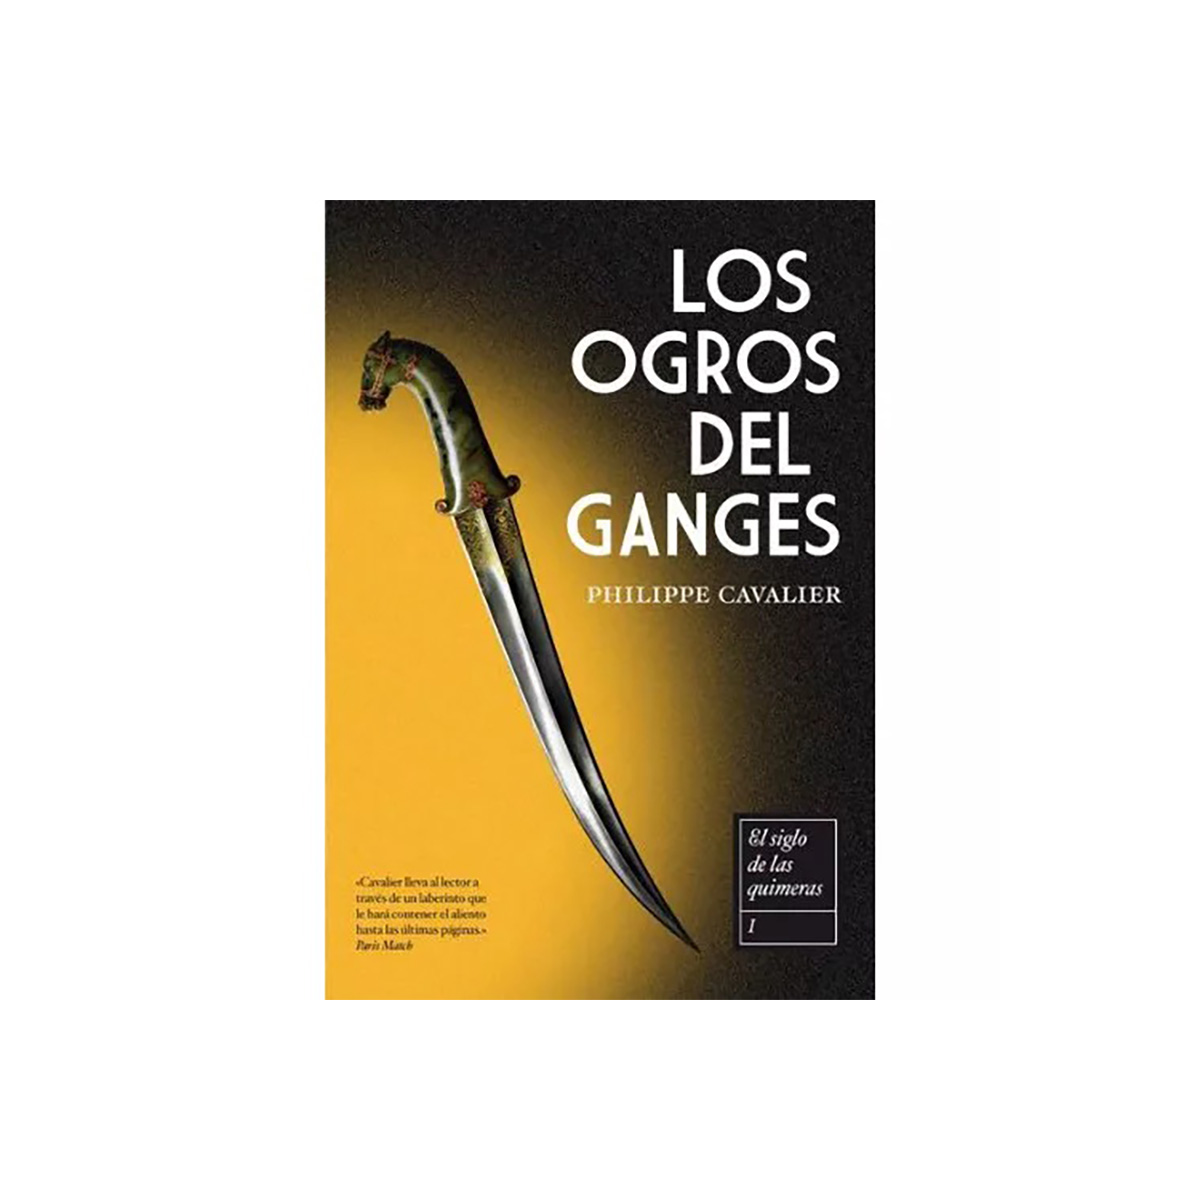 LOS
OGROS
DEL
GANGES
PHILIPPE CAVALIER
El siglo
de las
quimeras
I
«Cavalier lleva al lector a
través de un laberinto que
le hará contener el aliento
hasta las últimas páginas.»
Paris Match